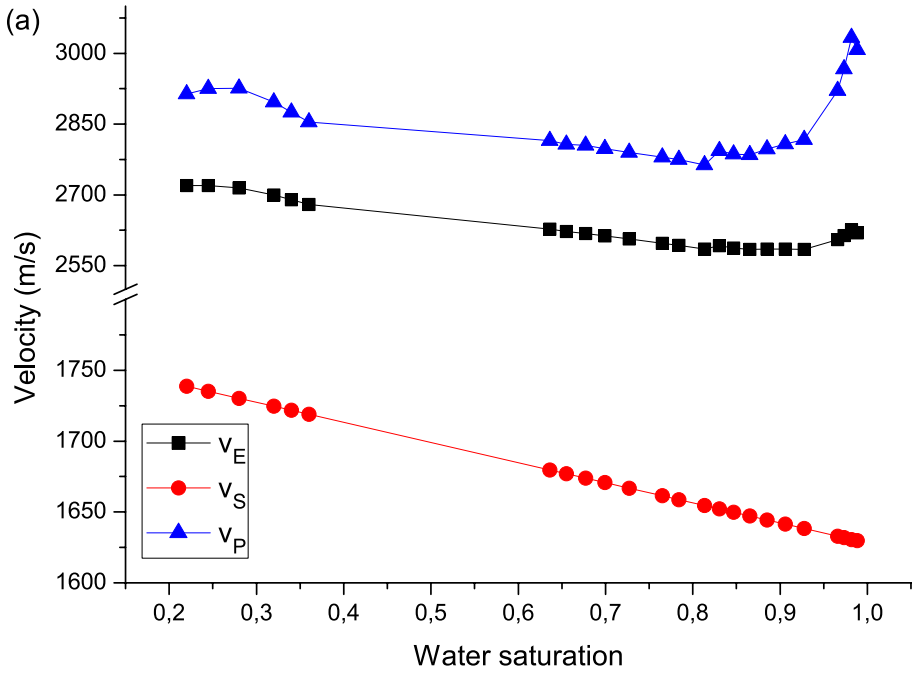 (a)
3000
2850
2700
2550
Velocity (m/s)
1750
1700
1650
1600
v_E
v_S
v_P
0,2 0,3 0,4 0,5 0,6 0,7 0,8 0,9 1,0
Water saturation